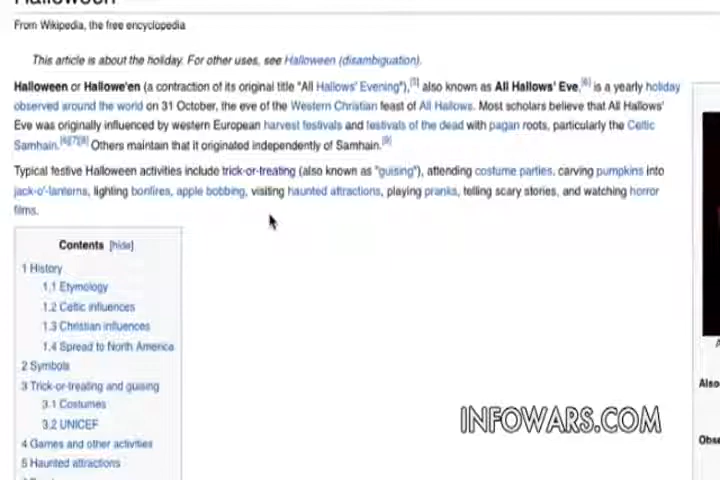 From Wikipedia, the free encyclopedia
This article is about the holiday. For other uses, see Halloween (disambiguation).
Halloween or Hallowe'en (a contraction of its original title "All Hallows' Evening"),[5] also known as All Hallows' Eve,[6] is a yearly holiday
observed around the world on 31 October, the eve of the Western Christian feast of All Hallows. Most scholars believe that All Hallows'
Eve was originally influenced by western European harvest festivals and festivals of the dead with pagan roots, particularly the Celtic
Samhain.[6][7][8] Others maintain that it originated independently of Samhain.[9]
Typical festive Halloween activities include trick-or-treating (also known as "guising"), attending costume parties, carving pumpkins into
jack-o'-lanterns, lighting bonfires, apple bobbing, visiting haunted attractions, playing pranks, telling scary stories, and watching horror
films.
Contents [hide]
1 History
1.1 Etymology
1.2 Celtic influences
1.3 Christian influences
1.4 Spread to North America
2 Symbols
3 Trick-or-treating and guising
3.1 Costumes
3.2 UNICEF
4 Games and other activities
5 Haunted attractions
Also
INFOWARS.COM